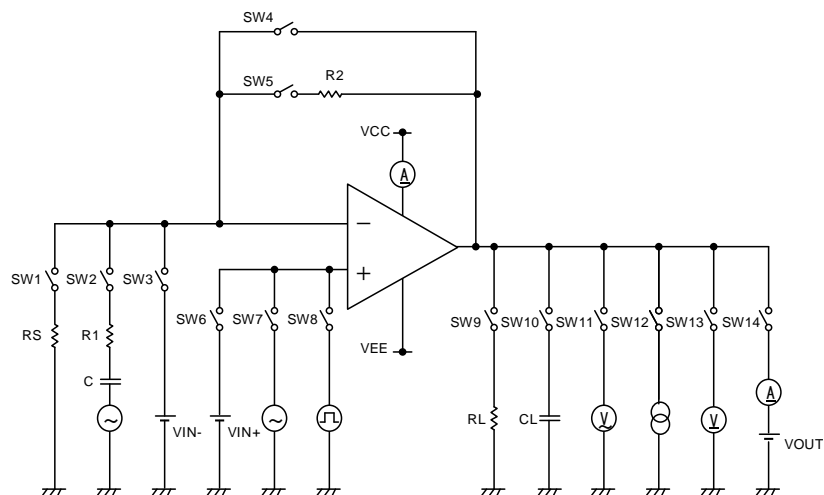 SW4
SW5 R2
VCC
A
−
+
SW1 SW2 SW3
SW6 SW7 SW8
SW9 SW10 SW11 SW12 SW13 SW14
RS R1
VEE
C
A
VIN- VIN+
RL CL V V
VOUT